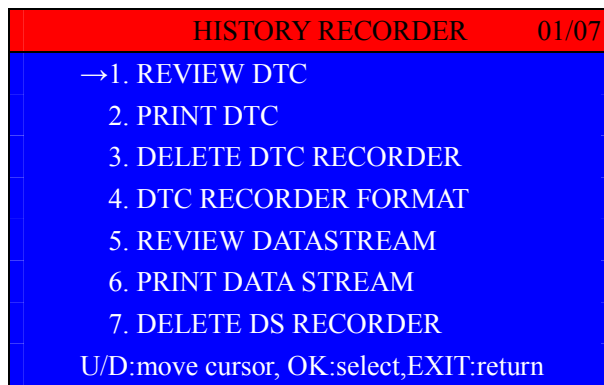 HISTORY RECORDER 01/07
→1. REVIEW DTC
2. PRINT DTC
3. DELETE DTC RECORDER
4. DTC RECORDER FORMAT
5. REVIEW DATASTREAM
6. PRINT DATA STREAM
7. DELETE DS RECORDER
U/D:move cursor, OK:select,EXIT:return